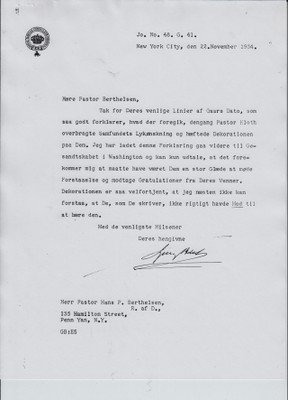 Jo. No. 48. G. 41.
New York City, den 22. November 1934.
Kære Pastor Berthelsen,
Tak for Deres venlige Linier af Gaars Dato, som
saa godt forklarer, hvad der foregik, dengang Pastor Kloth
overbragte Samfundets Lykønskning og hæftede Dekorationen
paa Dem. Jeg har ladet denne Forklaring gaa videre til Ge-
sandtskabet i Washington og kan kun udtale, at det fore-
kommer mig at maatte have været Dem en stor Glæde at møde
Forstaaelse og modtage Gratulationer fra Deres Venner.
Dekorationen er saa velfortjent, at jeg næsten ikke kan
forstaa, at De, som De skriver, ikke rigtigt havde Mod til
at bære den.
Med de venligste Hilsener
Deres hengivne
Herr Pastor Hans P. Berthelsen,
R. af D.,
135 Hamilton Street,
Penn Yan, N.Y.
GB:ES